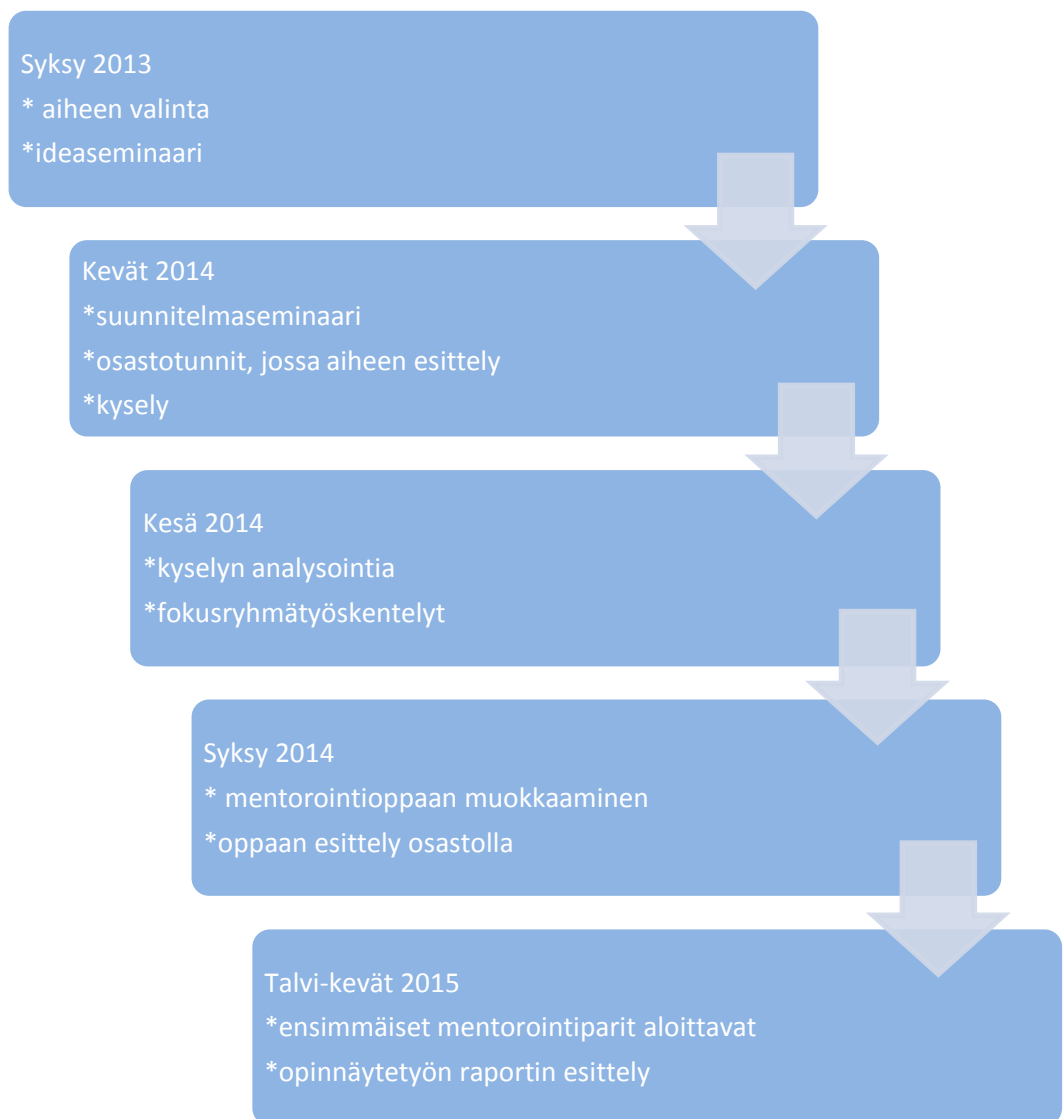 Syksy 2013
* aiheen valinta
*ideaseminaari
Kevät 2014
*suunnitelmaseminaari
*osastotunnit, jossa aiheen esittely
*kysely
Kesä 2014
*kyselyn analysointia
*fokusryhmätyöskentelyt
Syksy 2014
* mentorointioppaan muokkaaminen
*oppaan esittely osastolla
Talvi-kevät 2015
*ensimmäiset mentorointiparit aloittavat
*opinnäytetyön raportin esittely